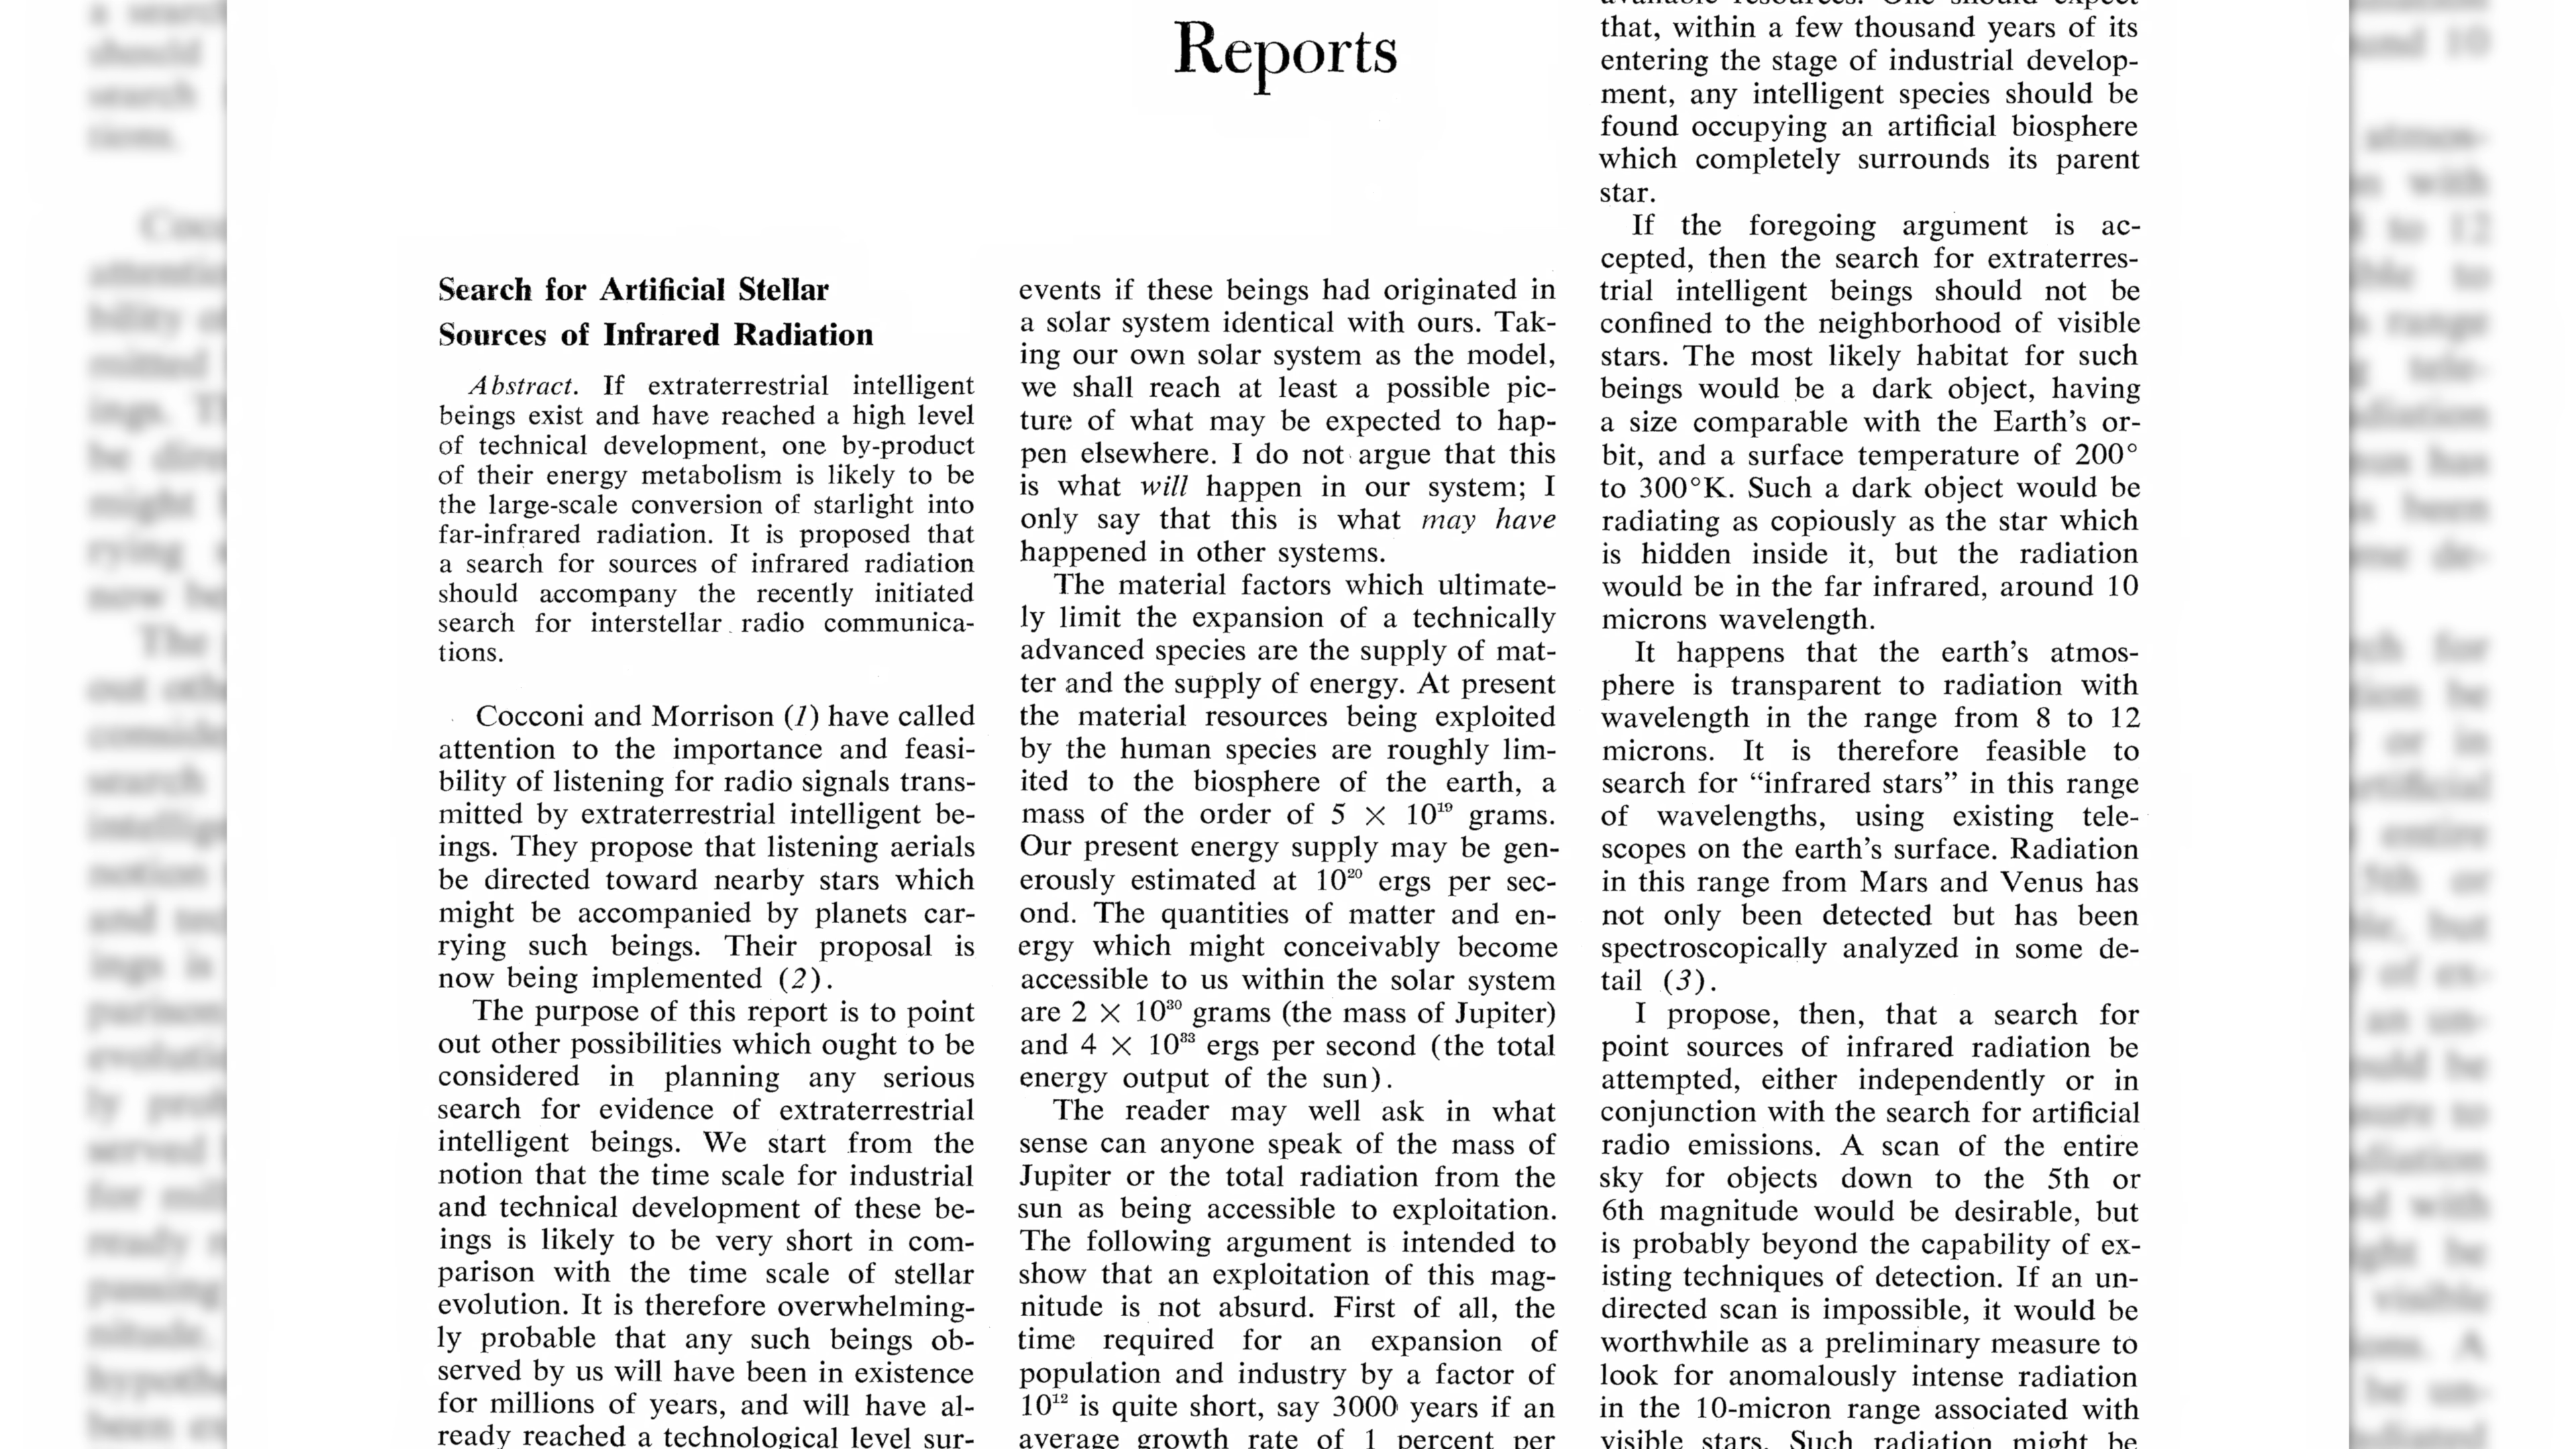 Reports
Search for Artificial Stellar
Sources of Infrared Radiation
Abstract. If extraterrestrial intelligent
beings exist and have reached a high level
of technical development, one by-product
of their energy metabolism is likely to be
the large-scale conversion of starlight into
far-infrared radiation. It is proposed that
a search for sources of infrared radiation
should accompany the recently initiated
search for interstellar radio communica-
tions.
Cocconi and Morrison (1) have called
attention to the importance and feasi-
bility of listening for radio signals trans-
mitted by extraterrestrial intelligent be-
ings. They propose that listening aerials
be directed toward nearby stars which
might be accompanied by planets car-
rying such beings. Their proposal is
now being implemented (2).
The purpose of this report is to point
out other possibilities which ought to be
considered in planning any serious
search for evidence of extraterrestrial
intelligent beings. We start from the
notion that the time scale for industrial
and technical development of these be-
ings is likely to be very short in com-
parison with the time scale of stellar
evolution. It is therefore overwhelming-
ly probable that any such beings ob-
served by us will have been in existence
for millions of years, and will have al-
ready reached a technological level sur-
events if these beings had originated in
a solar system identical with ours. Tak-
ing our own solar system as the model,
we shall reach at least a possible pic-
ture of what may be expected to hap-
pen elsewhere. I do not argue that this
is what will happen in our system; I
only say that this is what may have
happened in other systems.
The material factors which ultimate-
ly limit the expansion of a technically
advanced species are the supply of mat-
ter and the supply of energy. At present
the material resources being exploited
by the human species are roughly lim-
ited to the biosphere of the earth, a
mass of the order of 5 × 10¹⁹ grams.
Our present energy supply may be gen-
erously estimated at 10²⁰ ergs per sec-
ond. The quantities of matter and en-
ergy which might conceivably become
accessible to us within the solar system
are 2 × 10³⁰ grams (the mass of Jupiter)
and 4 × 10³³ ergs per second (the total
energy output of the sun).
The reader may well ask in what
sense can anyone speak of the mass of
Jupiter or the total radiation from the
sun as being accessible to exploitation.
The following argument is intended to
show that an exploitation of this mag-
nitude is not absurd. First of all, the
time required for an expansion of
population and industry by a factor of
10¹² is quite short, say 3000 years if an
average growth rate of 1 percent per
available resources. One should expect
that, within a few thousand years of its
entering the stage of industrial develop-
ment, any intelligent species should be
found occupying an artificial biosphere
which completely surrounds its parent
star.
If the foregoing argument is ac-
cepted, then the search for extraterres-
trial intelligent beings should not be
confined to the neighborhood of visible
stars. The most likely habitat for such
beings would be a dark object, having
a size comparable with the Earth's or-
bit, and a surface temperature of 200°
to 300°K. Such a dark object would be
radiating as copiously as the star which
is hidden inside it, but the radiation
would be in the far infrared, around 10
microns wavelength.
It happens that the earth's atmos-
phere is transparent to radiation with
wavelength in the range from 8 to 12
microns. It is therefore feasible to
search for “infrared stars” in this range
of wavelengths, using existing tele-
scopes on the earth's surface. Radiation
in this range from Mars and Venus has
not only been detected but has been
spectroscopically analyzed in some de-
tail (3).
I propose, then, that a search for
point sources of infrared radiation be
attempted, either independently or in
conjunction with the search for artificial
radio emissions. A scan of the entire
sky for objects down to the 5th or
6th magnitude would be desirable, but
is probably beyond the capability of ex-
isting techniques of detection. If an un-
directed scan is impossible, it would be
worthwhile as a preliminary measure to
look for anomalously intense radiation
in the 10-micron range associated with
visible stars. Such radiation might be